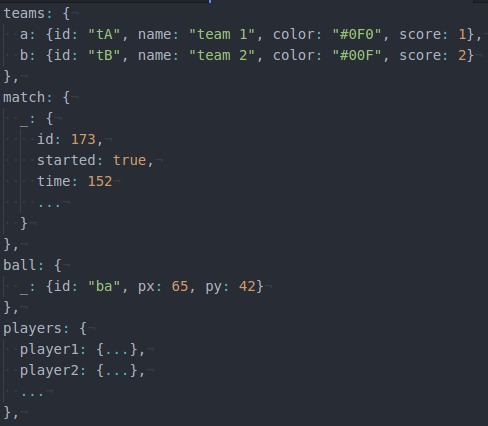 teams: {
  a: {id: "tA", name: "team 1", color: "#0F0", score: 1},
  b: {id: "tB", name: "team 2", color: "#00F", score: 2}
},
match: {
  _: {
    id: 173,
    started: true,
    time: 152
    ...
  }
},
ball: {
  _: {id: "ba", px: 65, py: 42}
},
players: {
  player1: {...},
  player2: {...},
  ...
},